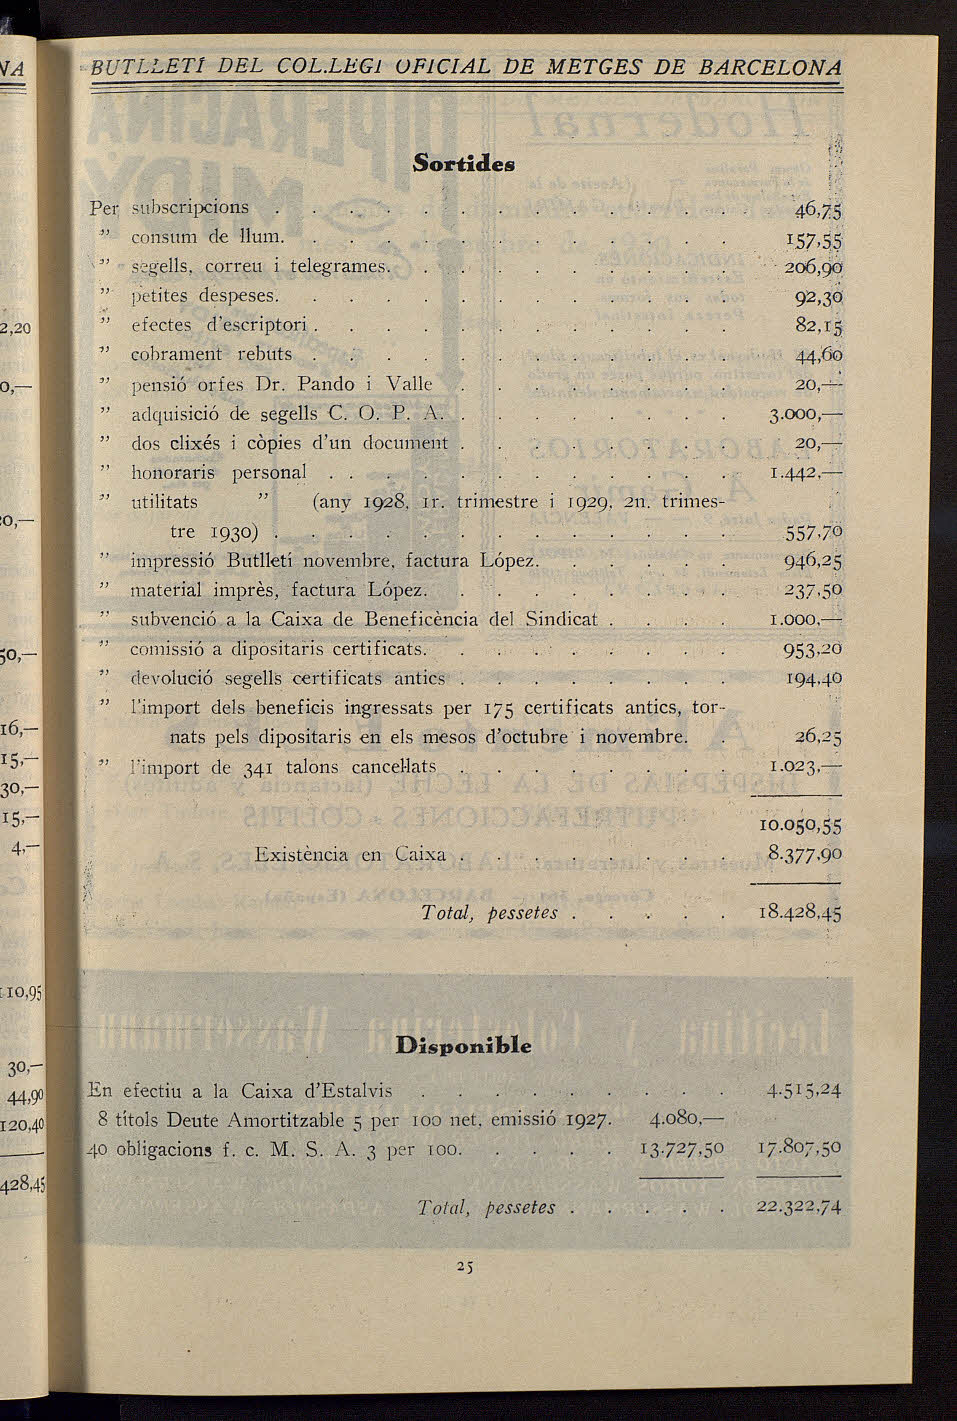 BUTLLETÍ DEL COL.LEGI OFICIAL DE METGES DE BARCELONA
Sortides
Per subscripcions . . . . . . . . . . . . . 46,75
” consum de llum. . . . . . . . . . . . . 157,55
” segells, correu i telegrames. . . . . . . . . . 206,90
” petites despeses. . . . . . . . . . . . . 92,30
” efectes d'escriptori . . . . . . . . . . . . 82,15
” cobrament rebuts . . . . . . . . . . . . 44,60
” pensió orfes Dr. Pando i Valle . . . . . . . . 20,—
” adquisició de segells C. O. P. A. . . . . . . . . 3.000,—
” dos clixés i còpies d'un document . . . . . . . . 20,—
” honoraris personal . . . . . . . . . . . . 1.442,—
” utilitats ” (any 1928, 1r. trimestre i 1929, 2n. trimes-
tre 1930) . . . . . . . . . . . . . 557,70
” impressió Butlletí novembre, factura López. . . . . . 946,25
” material imprès, factura López. . . . . . . . . 237,50
” subvenció a la Caixa de Beneficència del Sindicat . . . . 1.000,—
” comissió a dipositaris certificats. . . . . . . . . 953,20
” devolució segells certificats antics . . . . . . . . 194,40
” l'import dels beneficis ingressats per 175 certificats antics, tor-
nats pels dipositaris en els mesos d'octubre i novembre. 26,25
” l'import de 341 talons cancel·lats . . . . . . . . 1.023,—
10.050,55
Existència en Caixa . . . . . . . . 8.377,90
Total, pessetes . . . . . 18.428,45
Disponible
En efectiu a la Caixa d'Estalvis . . . . . . . . . 4.515,24
8 títols Deute Amortitzable 5 per 100 net, emissió 1927. 4.080,—
40 obligacions f. c. M. S. A. 3 per 100. . . . . 13.727,50 17.807,50
Total, pessetes . . . . . 22.322,74
25